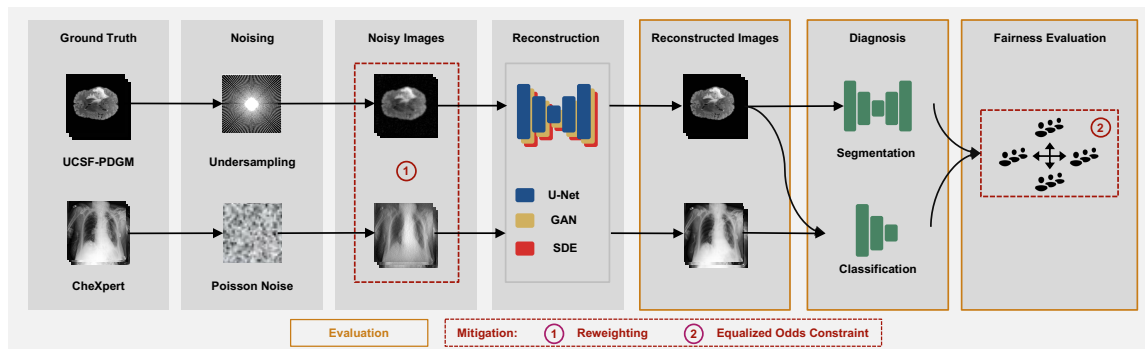 Ground Truth
Noising
Noisy Images
Reconstruction
Reconstructed Images
Diagnosis
Fairness Evaluation
UCSF-PDGM
Undersampling
1
U-Net
GAN
SDE
Segmentation
2
CheXpert
Poisson Noise
Classification
Evaluation
Mitigation: 1 Reweighting 2 Equalized Odds Constraint